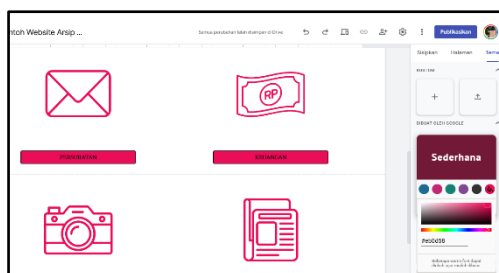 ntoh Website Arsip ...
Semua perubahan telah disimpan di Drive
Publikasikan
Sisipkan Halaman Tema
RP
PERSURATAN
KEUANGAN
DIBUAT OLEH GOOGLE
Sederhana
#eb0d58